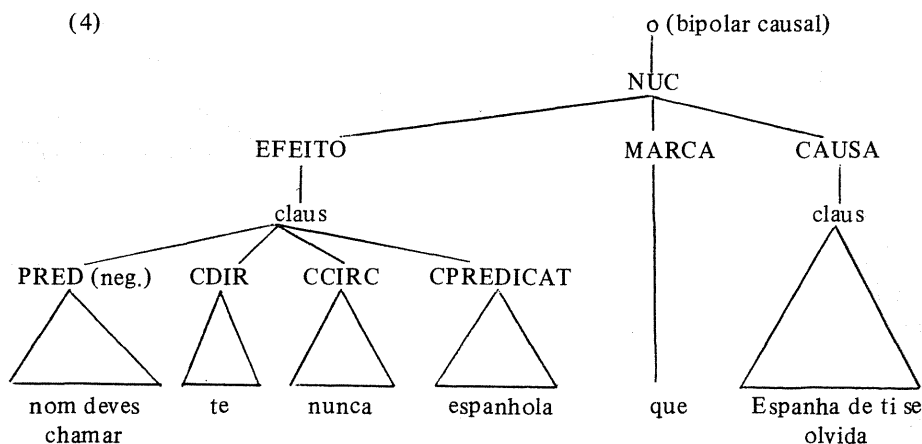 (4)
o (bipolar causal)
NUC
EFEITO MARCA CAUSA
claus claus
PRED (neg.) CDIR CCIRC CPREDICAT
nom deves te nunca espanhola que Espanha de ti se
chamar olvida